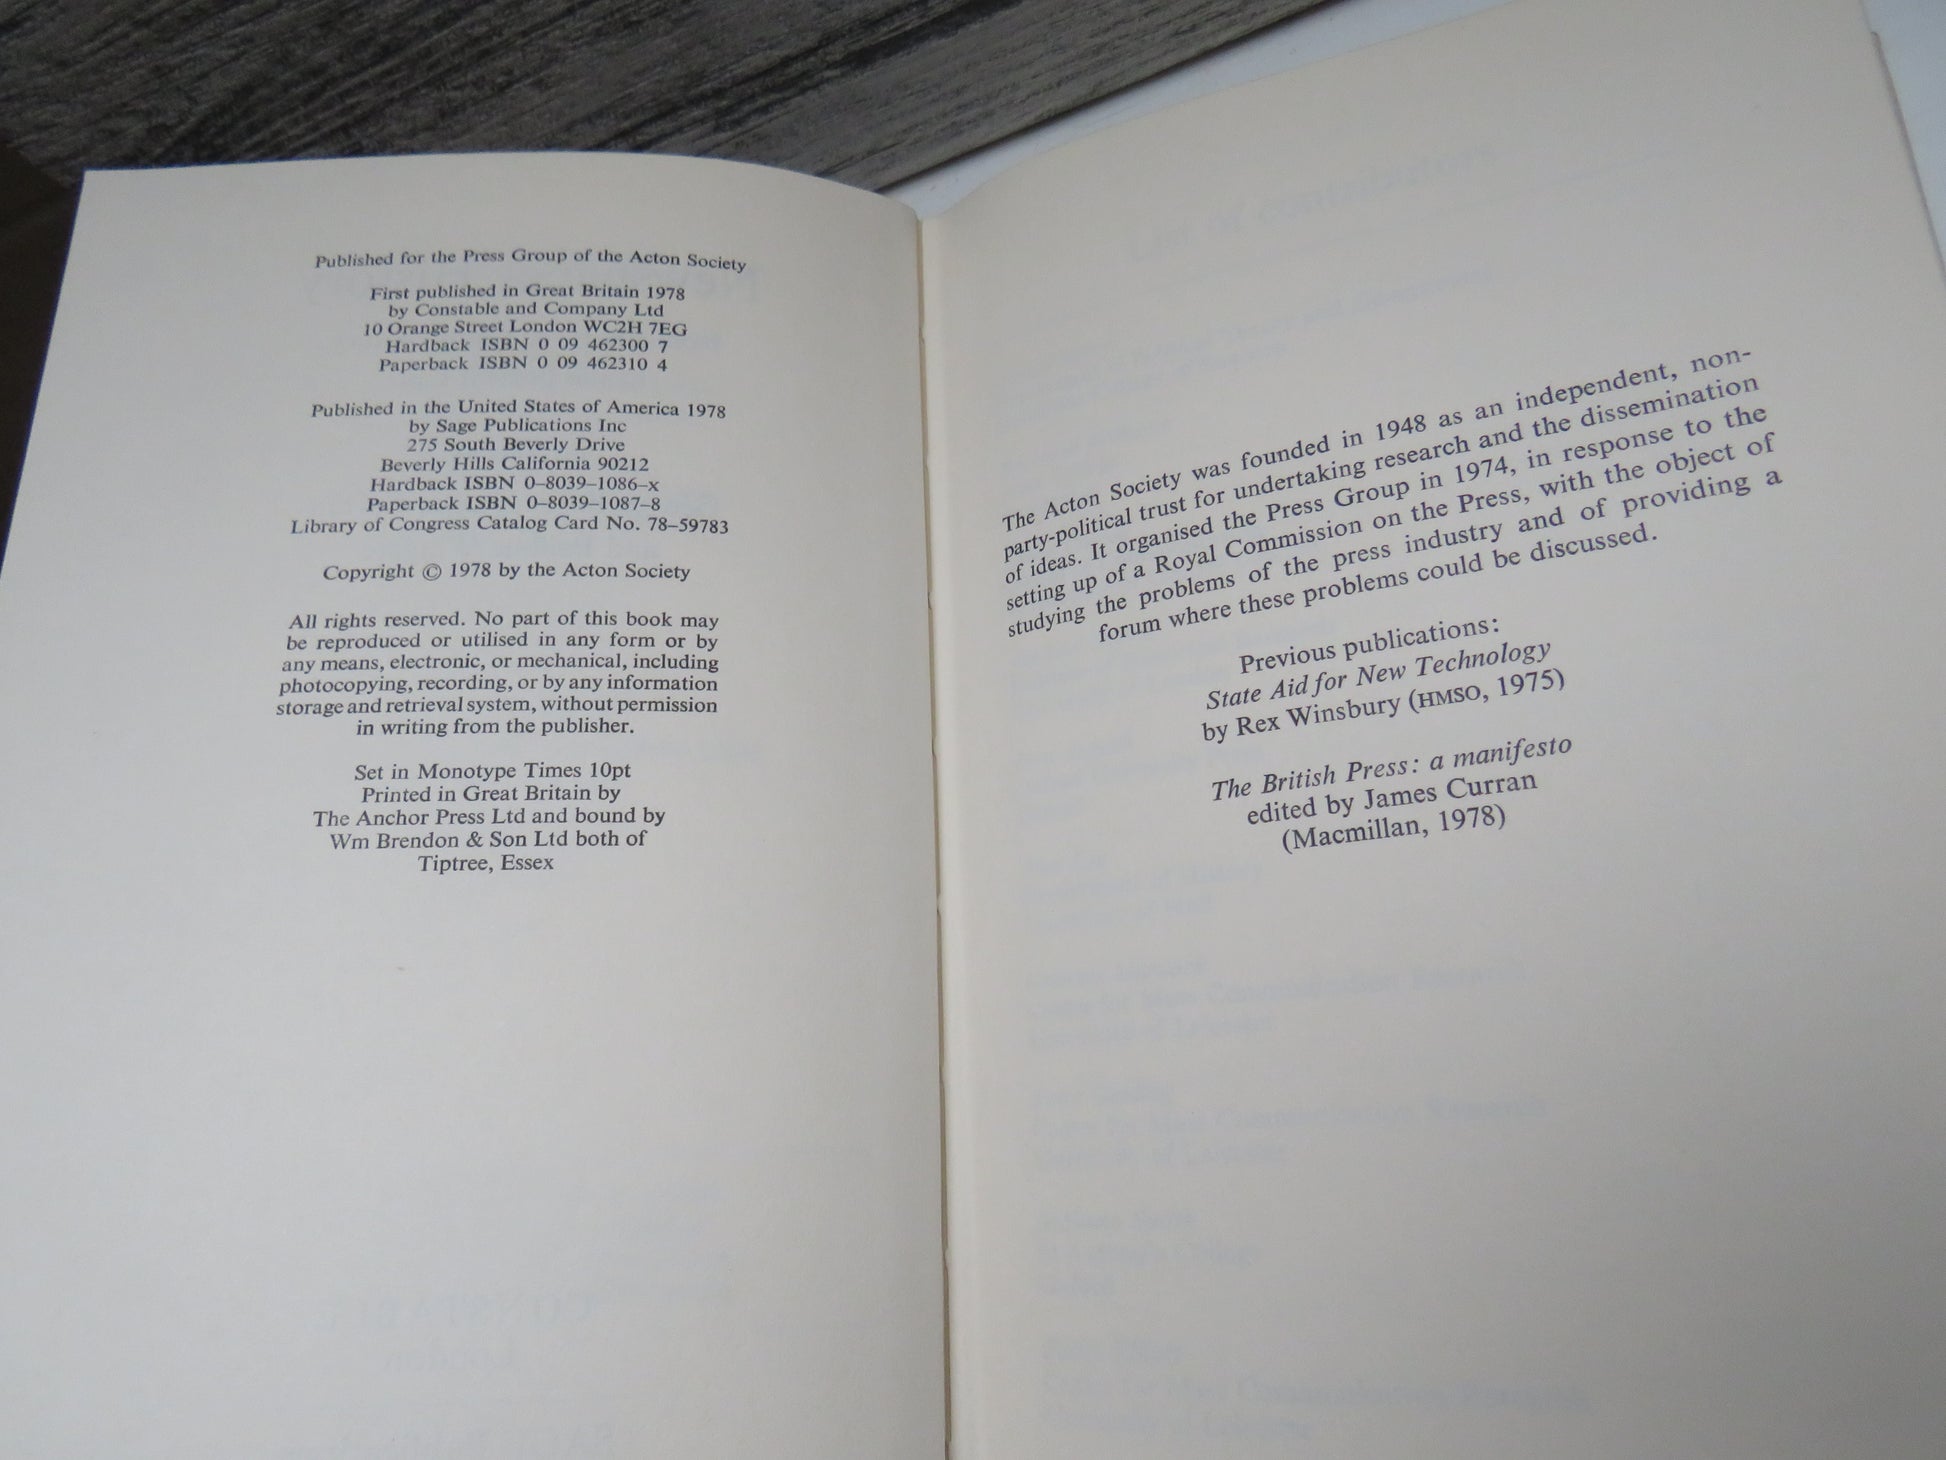 Published for the Press Group of the Acton Society
First published in Great Britain 1978
by Constable and Company Ltd
10 Orange Street London WC2H 7EG
Hardback ISBN 0 09 462300 7
Paperback ISBN 0 09 462310 4
Published in the United States of America 1978
by Sage Publications Inc
275 South Beverly Drive
Beverly Hills California 90212
Hardback ISBN 0–8039–1086–x
Paperback ISBN 0–8039–1087–8
Library of Congress Catalog Card No. 78–59783
Copyright © 1978 by the Acton Society
All rights reserved. No part of this book may
be reproduced or utilised in any form or by
any means, electronic, or mechanical, including
photocopying, recording, or by any information
storage and retrieval system, without permission
in writing from the publisher.
Set in Monotype Times 10pt
Printed in Great Britain by
The Anchor Press Ltd and bound by
Wm Brendon & Son Ltd both of
Tiptree, Essex
The Acton Society was founded in 1948 as an independent, non-
party-political trust for undertaking research and the dissemination
of ideas. It organised the Press Group in 1974, in response to the
setting up of a Royal Commission on the Press, with the object of
studying the problems of the press industry and of providing a
forum where these problems could be discussed.
Previous publications:
State Aid for New Technology
by Rex Winsbury (HMSO, 1975)
The British Press: a manifesto
edited by James Curran
(Macmillan, 1978)